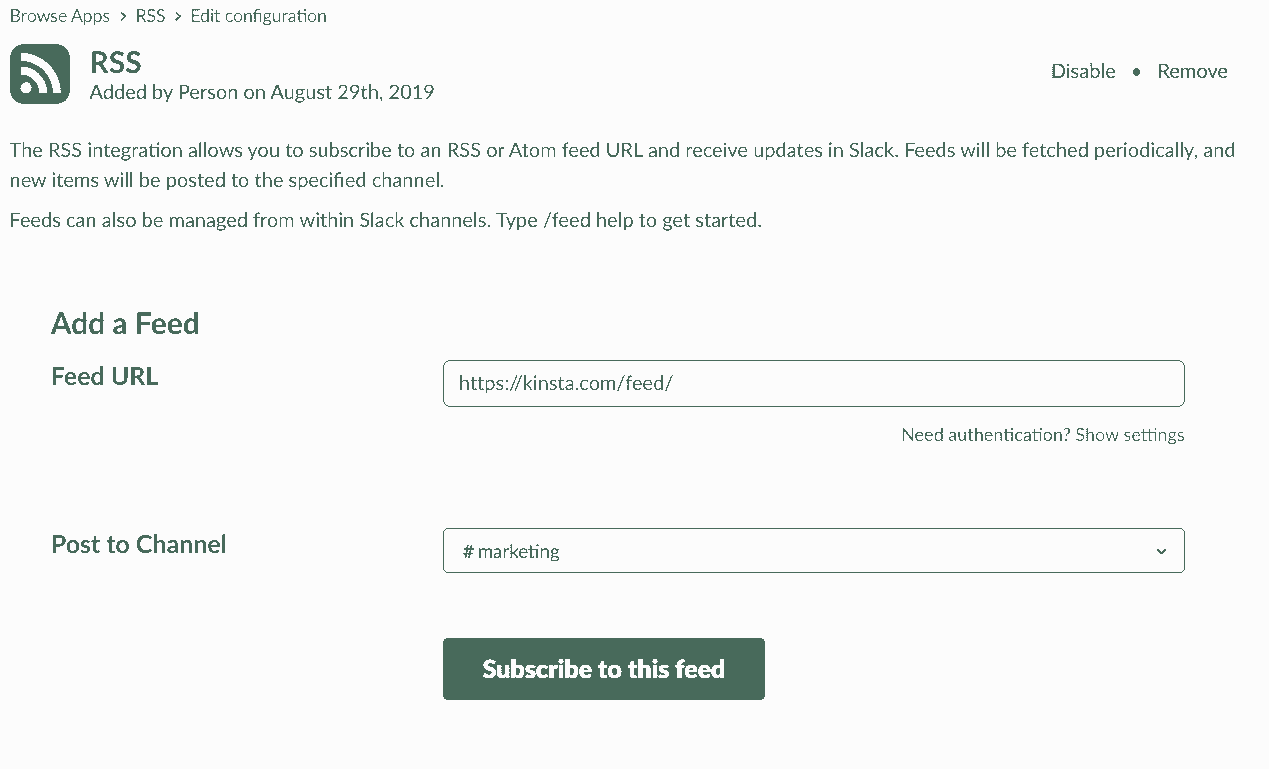 Browse Apps > RSS > Edit configuration
RSS
Added by Person on August 29th, 2019
Disable • Remove
The RSS integration allows you to subscribe to an RSS or Atom feed URL and receive updates in Slack. Feeds will be fetched periodically, and
new items will be posted to the specified channel.
Feeds can also be managed from within Slack channels. Type /feed help to get started.
Add a Feed
Feed URL
https://kinsta.com/feed/
Need authentication? Show settings
Post to Channel
# marketing
Subscribe to this feed